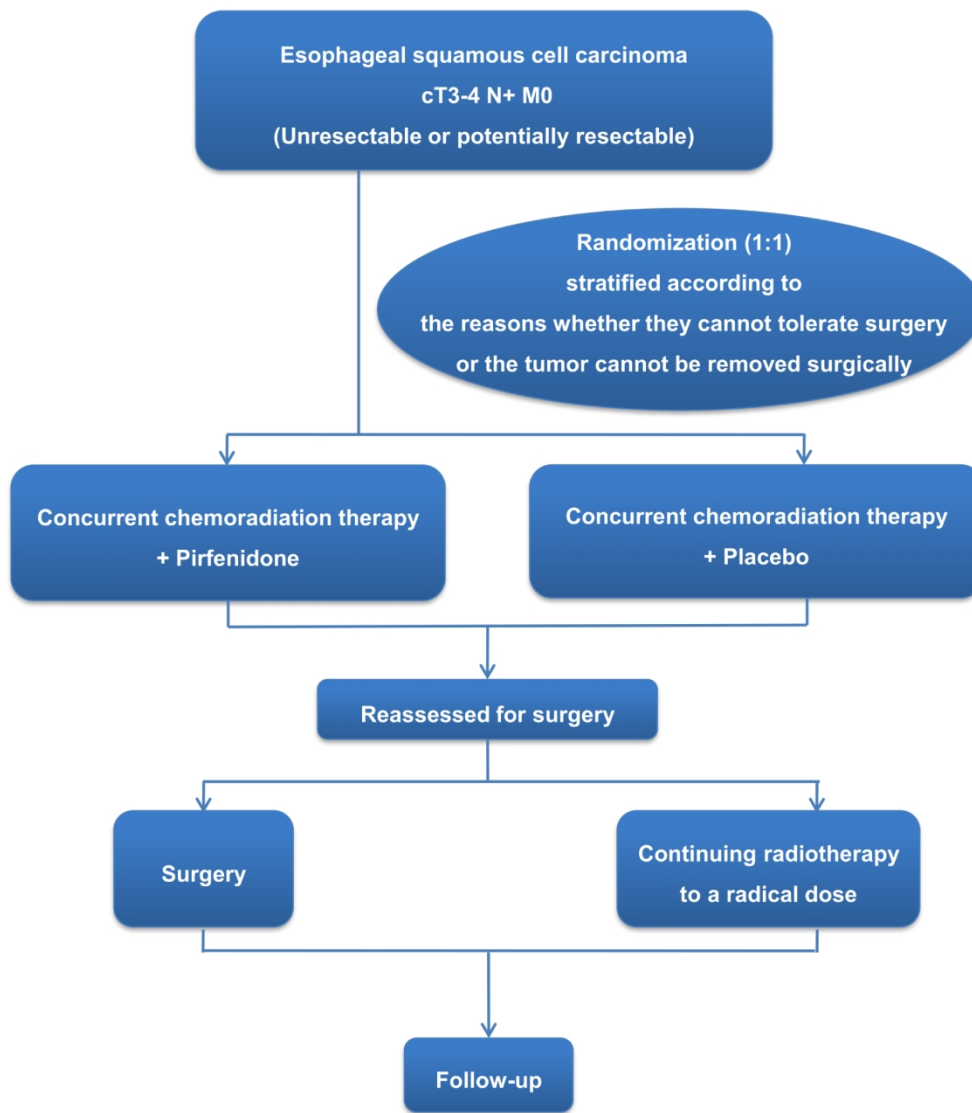 Esophageal squamous cell carcinoma
cT3-4 N+ M0
(Unresectable or potentially resectable)
Randomization (1:1)
stratified according to
the reasons whether they cannot tolerate surgery
or the tumor cannot be removed surgically
Concurrent chemoradiation therapy
+ Pirfenidone
Concurrent chemoradiation therapy
+ Placebo
Reassessed for surgery
Surgery
Continuing radiotherapy
to a radical dose
Follow-up